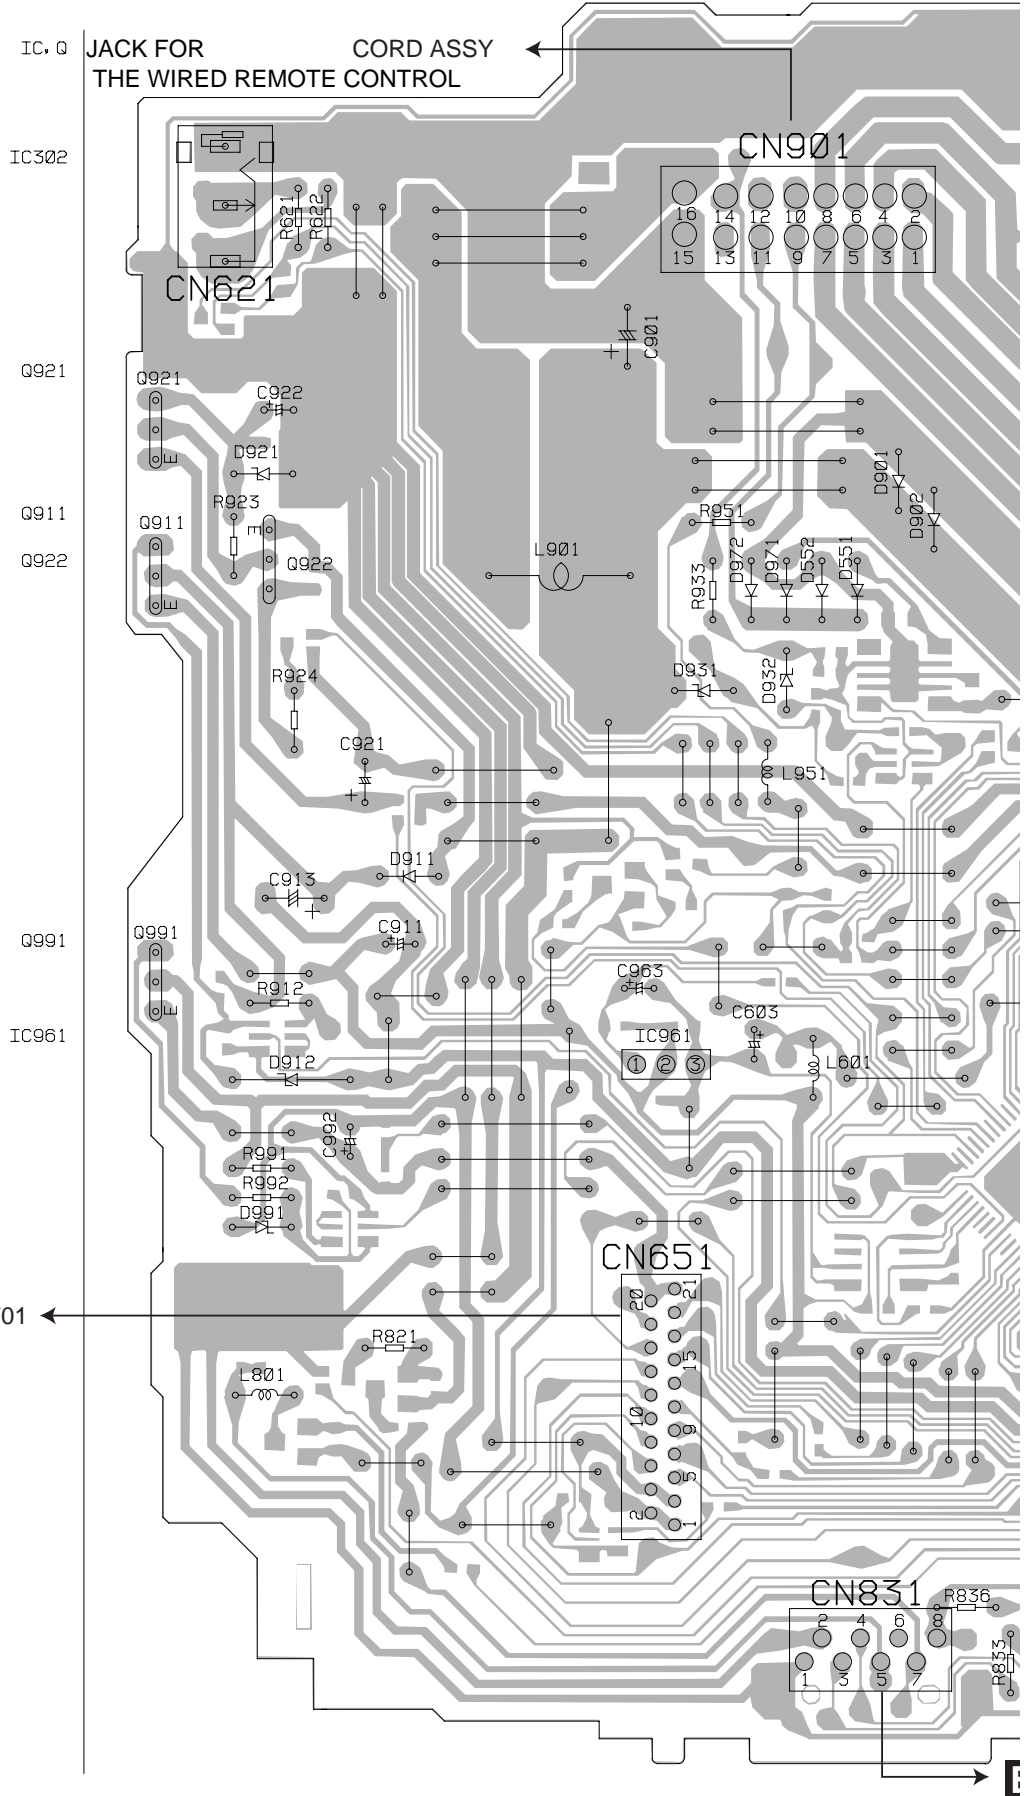 IC, Q
JACK FOR
CORD ASSY
THE WIRED REMOTE CONTROL
CN901
IC302
16 14 12 10 8 6 4 2
15 13 11 9 7 5 3 1
R621
R622
CN621
C901
Q921
Q921
C922
D921
E
D901
D902
R923
Q911
Q911
E
R951
Q922
Q922
L901
D972
D971
D552
D551
R933
E
R924
D931
D932
C921
L951
D911
C913
C911
Q991
Q991
C963
R912
E
C603
IC961
IC961
1 2 3
L601
D912
C992
R991
R992
D991
CN651
20
21
01
R821
15
L801
10
9
5
2
1
CN831
R836
2 4 6 8
1 3 5 7
R833